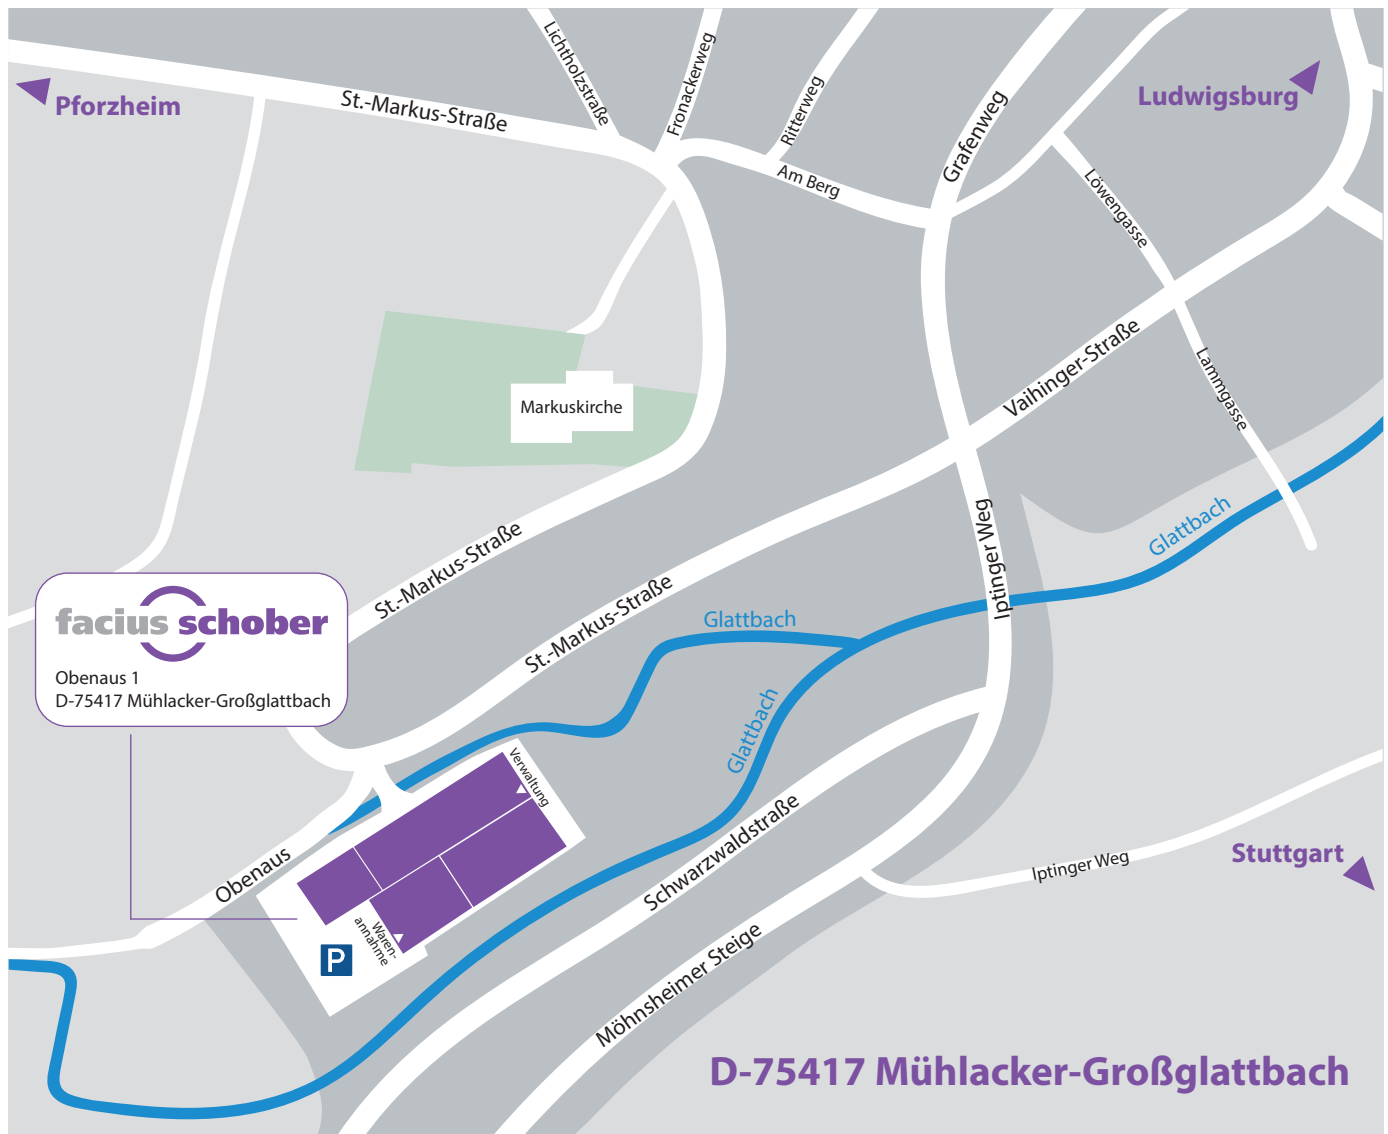 Pforzheim
St.-Markus-Straße
Lichtholzstraße
Fronackerweg
Ritterweg
Am Berg
Grafenweg
Ludwigsburg
Löwengasse
Vaihinger-Straße
Lammgasse
Markuskirche
Iptinger Weg
Glattbach
St.-Markus-Straße
St.-Markus-Straße
Glattbach
Glattbach
facius schober
Obenaus 1
D-75417 Mühlacker-Großglattbach
Verwaltung
Obenaus
Waren-
annahme
P
Schwarzwaldstraße
Möhnsheimer Steige
Iptinger Weg
Stuttgart
D-75417 Mühlacker-Großglattbach